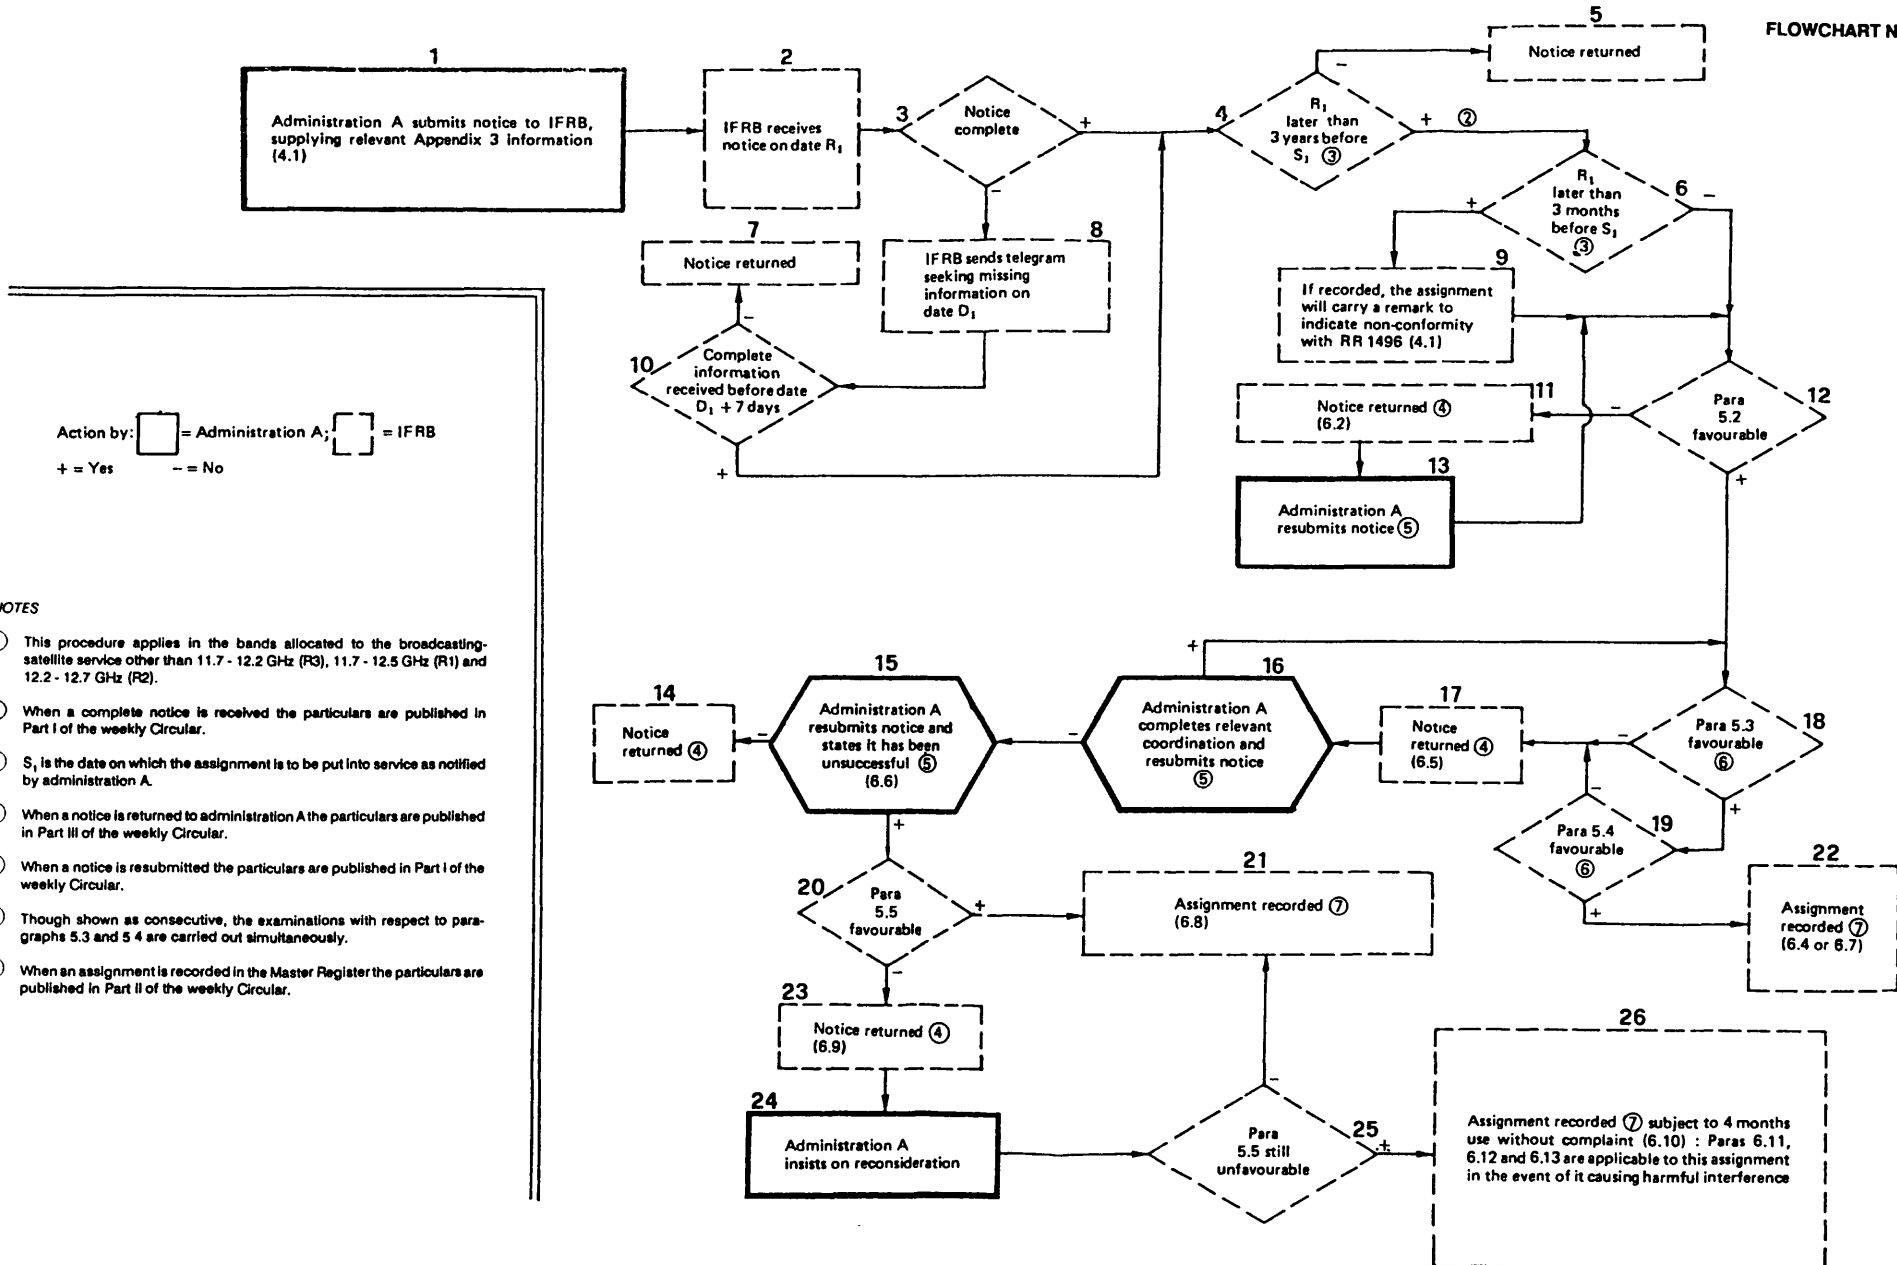 FLOWCHART N
1
Administration A submits notice to IFRB,
supplying relevant Appendix 3 information
(4.1)
2
IFRB receives
notice on date R₁
3
Notice
complete
+
−
4
R₁
later than
3 years before
S₁ ③
−
+
②
5
Notice returned
6
R₁
later than
3 months
before S₁
③
+
−
7
Notice returned
8
IFRB sends telegram
seeking missing
information on
date D₁
9
If recorded, the assignment
will carry a remark to
indicate non-conformity
with RR 1496 (4.1)
10
Complete
information
received before date
D₁ + 7 days
−
+
11
Notice returned ④
(6.2)
12
Para
5.2
favourable
−
+
13
Administration A
resubmits notice ⑤
Action by: = Administration A; = IFRB
+ = Yes − = No
OTES
This procedure applies in the bands allocated to the broadcasting-
satellite service other than 11.7 - 12.2 GHz (R3), 11.7 - 12.5 GHz (R1) and
12.2 - 12.7 GHz (R2).
When a complete notice is received the particulars are published in
Part I of the weekly Circular.
S₁ is the date on which the assignment is to be put into service as notified
by administration A.
When a notice is returned to administration A the particulars are published
in Part III of the weekly Circular.
When a notice is resubmitted the particulars are published in Part I of the
weekly Circular.
Though shown as consecutive, the examinations with respect to para-
graphs 5.3 and 5 4 are carried out simultaneously.
When an assignment is recorded in the Master Register the particulars are
published in Part II of the weekly Circular.
14
Notice
returned ④
15
Administration A
resubmits notice and
states it has been
unsuccessful ⑤
(6.6)
−
+
16
Administration A
completes relevant
coordination and
resubmits notice
⑤
+
−
17
Notice
returned ④
(6.5)
18
Para 5.3
favourable
⑥
−
+
19
Para 5.4
favourable
⑥
−
+
20
Para
5.5
favourable
+
−
21
Assignment recorded ⑦
(6.8)
22
Assignment
recorded ⑦
(6.4 or 6.7)
23
Notice returned ④
(6.9)
24
Administration A
insists on reconsideration
25
Para
5.5 still
unfavourable
−
+
26
Assignment recorded ⑦ subject to 4 months
use without complaint (6.10) : Paras 6.11,
6.12 and 6.13 are applicable to this assignment
in the event of it causing harmful interference